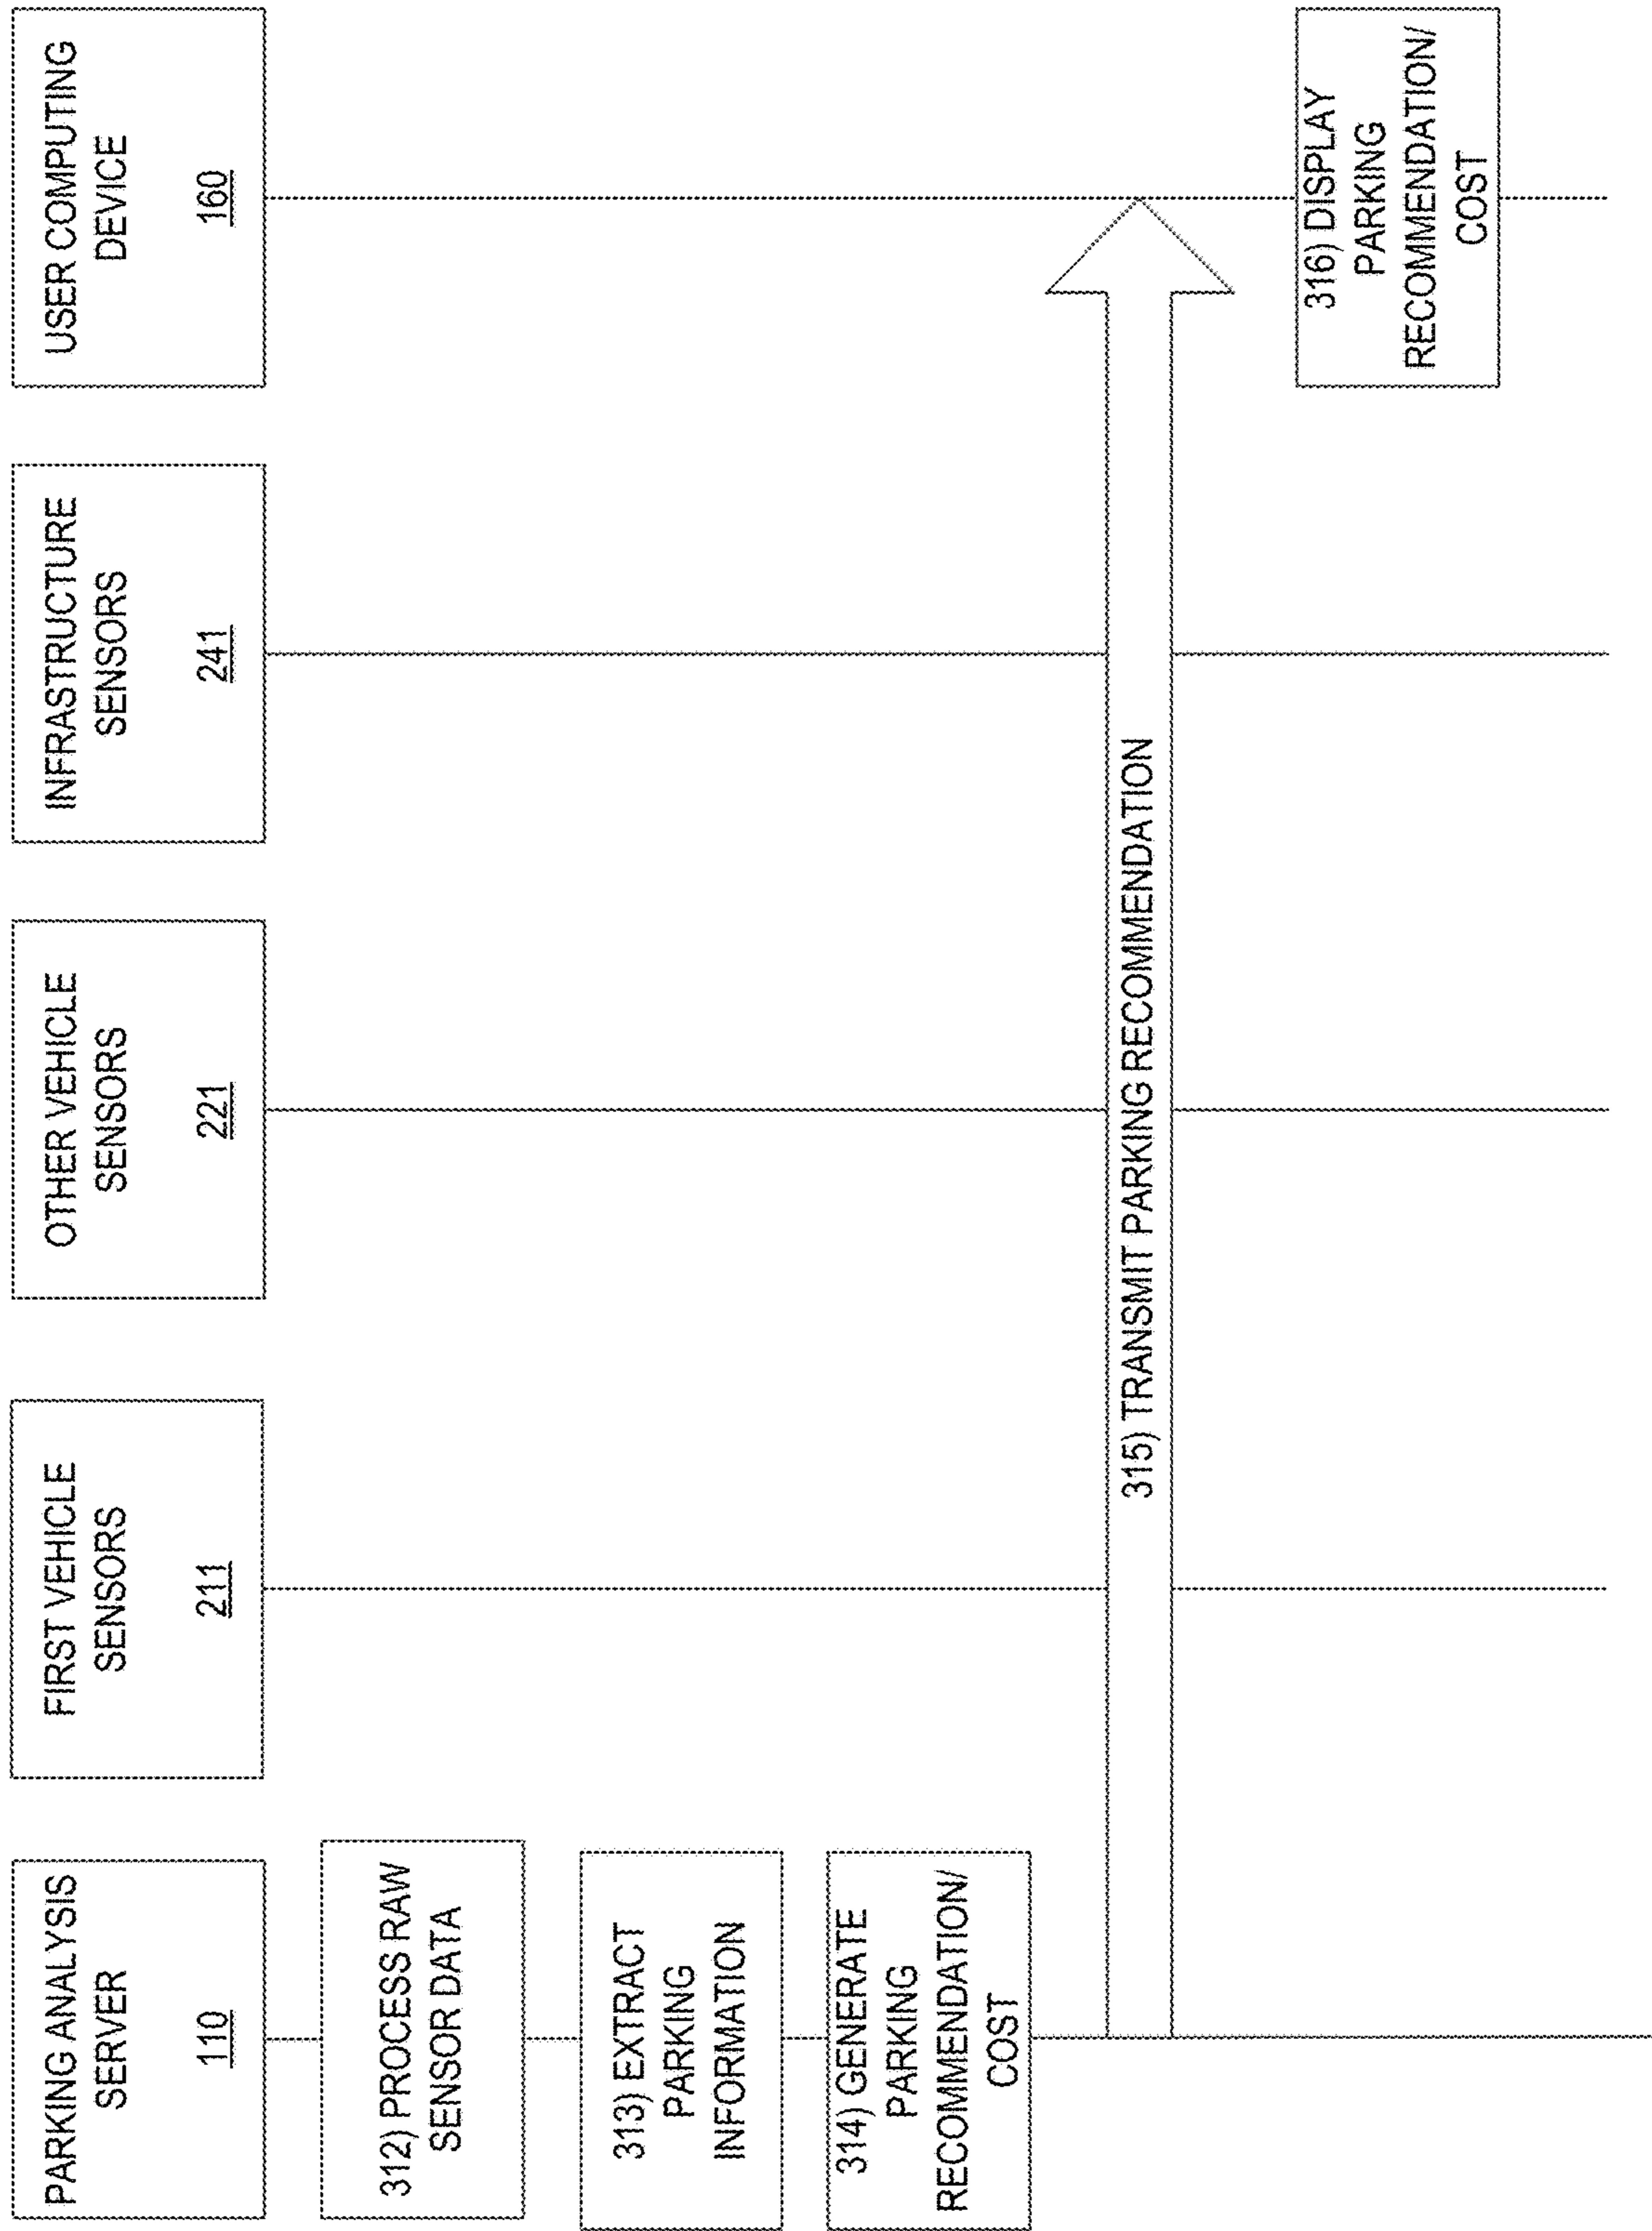 PARKING ANALYSIS
SERVER
110
FIRST VEHICLE
SENSORS
211
OTHER VEHICLE
SENSORS
221
INFRASTRUCTURE
SENSORS
241
USER COMPUTING
DEVICE
160
312) PROCESS RAW
SENSOR DATA
313) EXTRACT
PARKING
INFORMATION
314) GENERATE
PARKING
RECOMMENDATION/
COST
315) TRANSMIT PARKING RECOMMENDATION
316) DISPLAY
PARKING
RECOMMENDATION/
COST